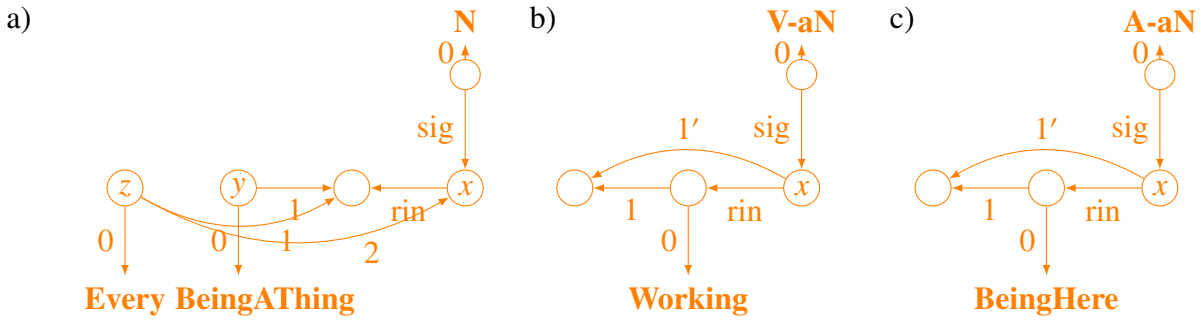 a) b) c)
N V-aN A-aN
0 0 0
sig sig sig
1′ 1′
z y x x x
1 rin 1 rin 1 rin
0 0 1 2 0 0
Every BeingAThing Working BeingHere